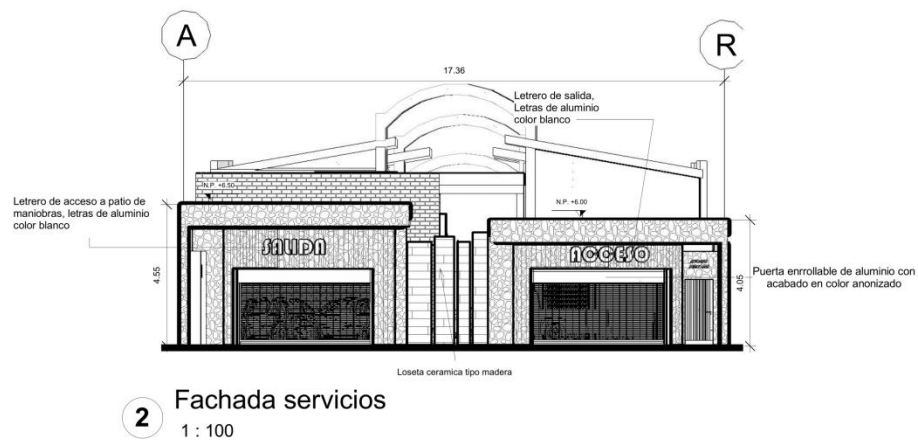 A
R
17.36
Letrero de salida,
Letras de aluminio
color blanco
N.P. +6.50
N.P. +6.00
Letrero de acceso a patio de
maniobras, letras de aluminio
color blanco
SALIDA
ACCESO
4.55
4.05
Puerta enrrollable de aluminio con
acabado en color anonizado
Loseta ceramica tipo madera
2
Fachada servicios
1 : 100